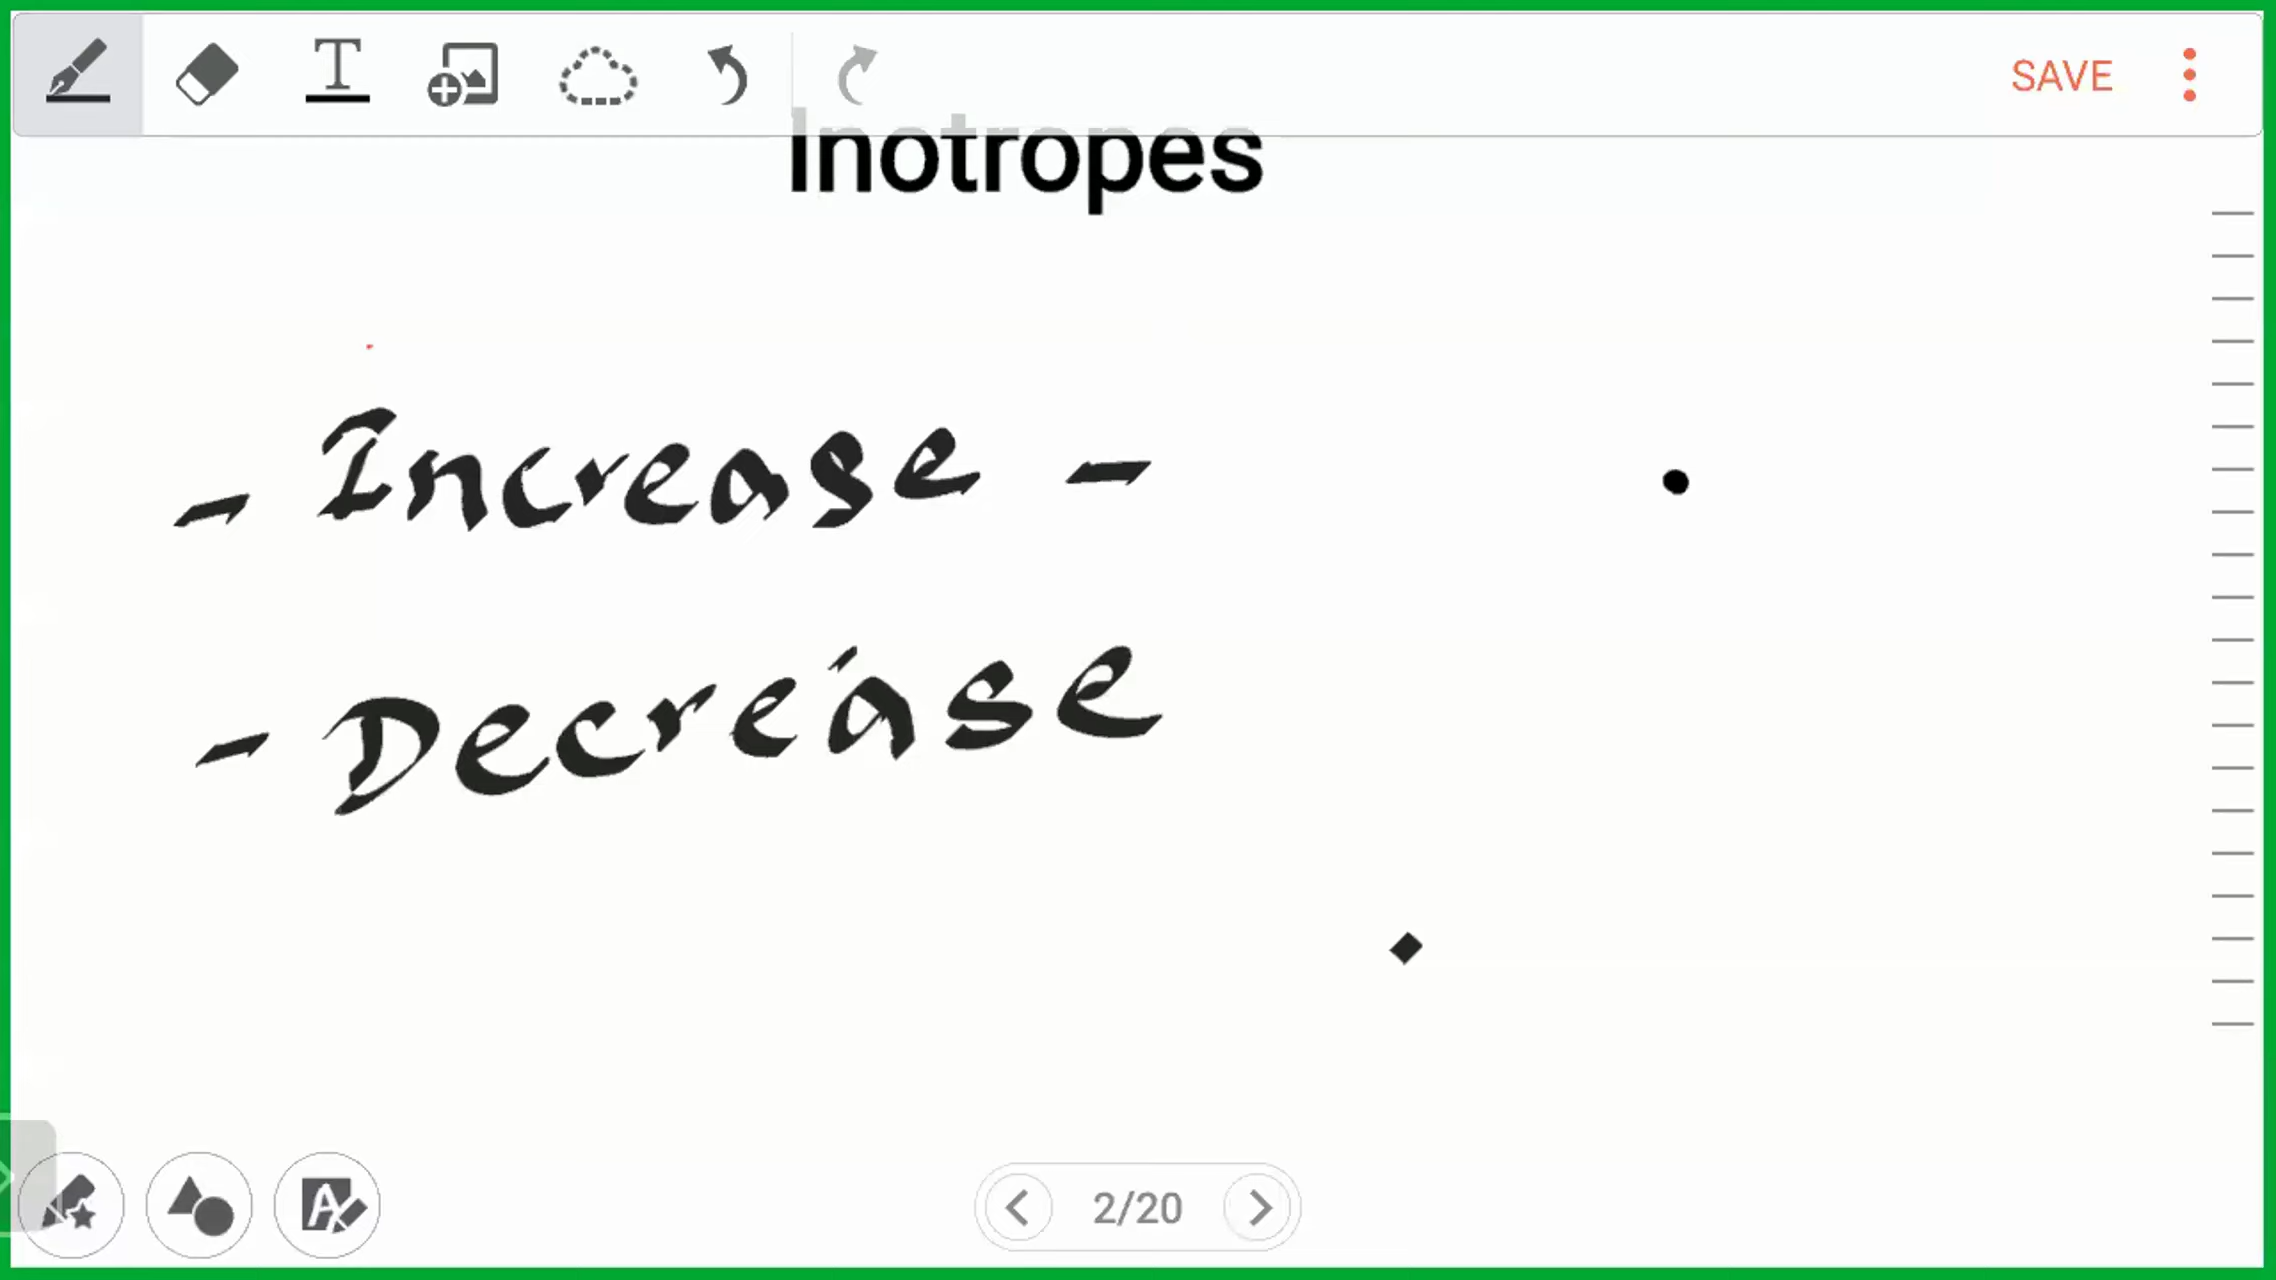 SAVE
Inotropes
- Increase -
- Decrease
2/20